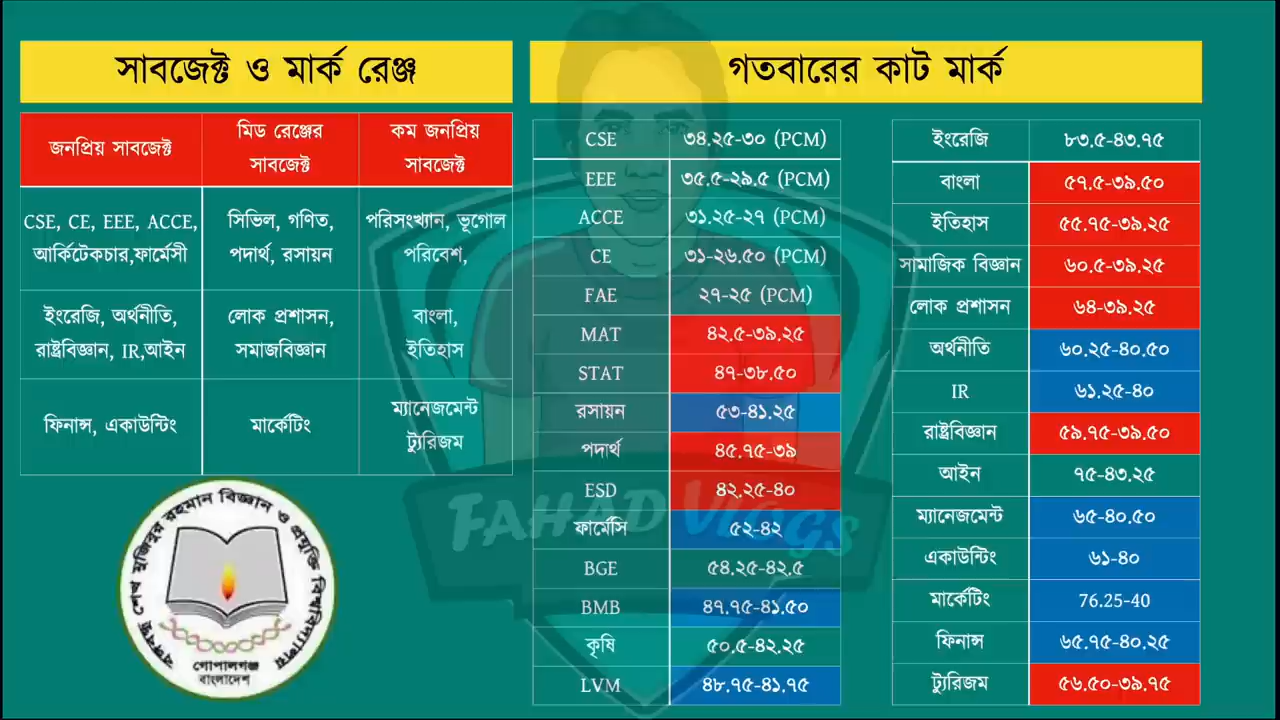 সাবজেক্ট ও মার্ক রেঞ্জ
জনপ্রিয় সাবজেক্ট
মিড রেঞ্জের
সাবজেক্ট
কম জনপ্রিয়
সাবজেক্ট
CSE, CE, EEE, ACCE,
আর্কিটেকচার,ফার্মেসী
সিভিল, গণিত,
পদার্থ, রসায়ন
পরিসংখ্যান, ভূগোল
পরিবেশ,
ইংরেজি, অর্থনীতি,
রাষ্ট্রবিজ্ঞান, IR,আইন
লোক প্রশাসন,
সমাজবিজ্ঞান
বাংলা,
ইতিহাস
ফিনান্স, একাউন্টিং
মার্কেটিং
ম্যানেজমেন্ট
ট্যুরিজম
গতবারের কাট মার্ক
CSE ৩৪.২৫-৩০ (PCM)
EEE ৩৫.৫-২৯.৫ (PCM)
ACCE ৩১.২৫-২৭ (PCM)
CE ৩১-২৬.৫০ (PCM)
FAE ২৭-২৫ (PCM)
MAT ৪২.৫-৩৯.২৫
STAT ৪৭-৩৮.৫০
রসায়ন ৫৩-৪১.২৫
পদার্থ ৪৫.৭৫-৩৯
ESD ৪২.২৫-৪০
ফার্মেসি ৫২-৪২
BGE ৫৪.২৫-৪২.৫
BMB ৪৭.৭৫-৪১.৫০
কৃষি ৫০.৫-৪২.২৫
LVM ৪৮.৭৫-৪১.৭৫
ইংরেজি ৮৩.৫-৪৩.৭৫
বাংলা ৫৭.৫-৩৯.৫০
ইতিহাস ৫৫.৭৫-৩৯.২৫
সামাজিক বিজ্ঞান ৬০.৫-৩৯.২৫
লোক প্রশাসন ৬৪-৩৯.২৫
অর্থনীতি ৬০.২৫-৪০.৫০
IR ৬১.২৫-৪০
রাষ্ট্রবিজ্ঞান ৫৯.৭৫-৩৯.৫০
আইন ৭৫-৪৩.২৫
ম্যানেজমেন্ট ৬৫-৪০.৫০
একাউন্টিং ৬১-৪০
মার্কেটিং 76.25-40
ফিনান্স ৬৫.৭৫-৪০.২৫
ট্যুরিজম ৫৬.৫০-৩৯.৭৫
FAHAD VLOGS
বঙ্গবন্ধু শেখ মুজিবুর রহমান বিজ্ঞান ও প্রযুক্তি বিশ্ববিদ্যালয়
গোপালগঞ্জ
বাংলাদেশ